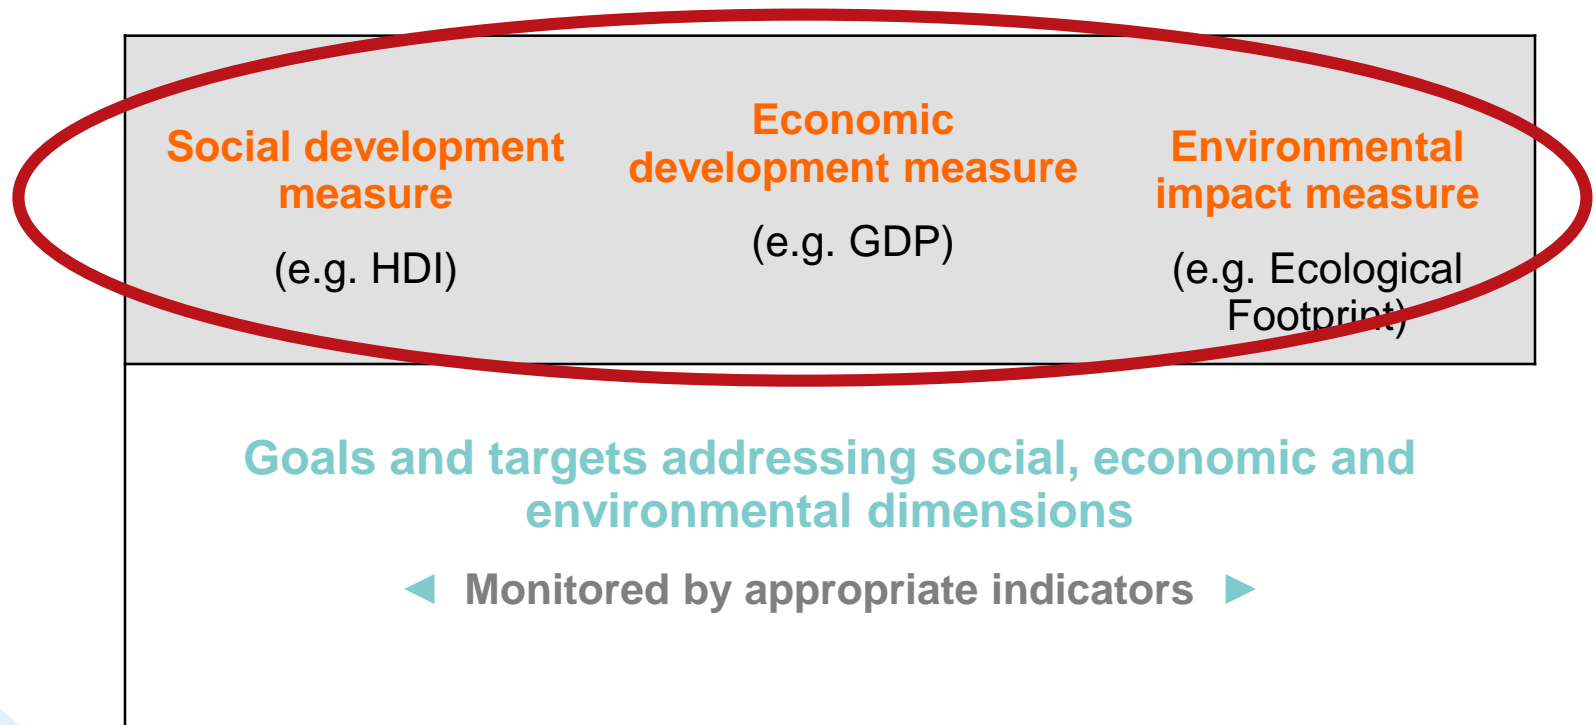 Social development
measure
(e.g. HDI)
Economic
development measure
(e.g. GDP)
Environmental
impact measure
(e.g. Ecological
Footprint)
Goals and targets addressing social, economic and
environmental dimensions
◄ Monitored by appropriate indicators ►